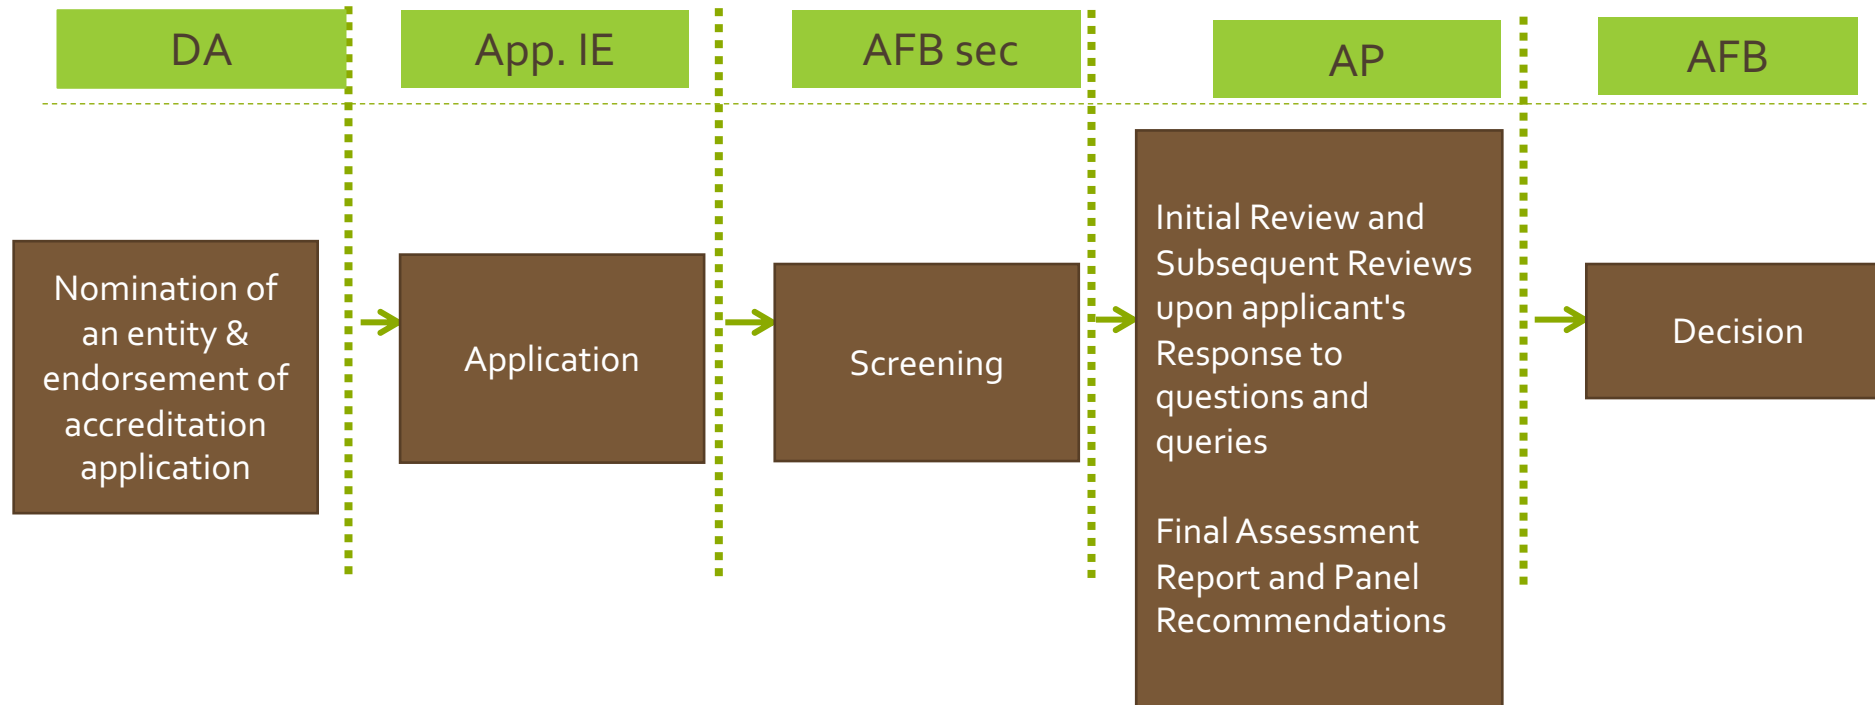 DA
App. IE
AFB sec
AP
AFB
Nomination of
an entity &
endorsement of
accreditation
application
Application
Screening
Initial Review and
Subsequent Reviews
upon applicant's
Response to
questions and
queries
Final Assessment
Report and Panel
Recommendations
Decision